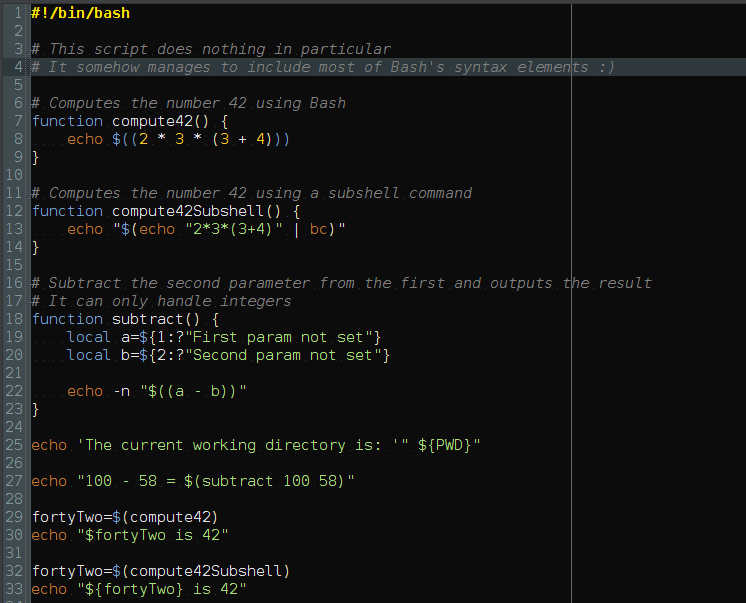 1 #!/bin/bash
2
3 # This script does nothing in particular
4 # It somehow manages to include most of Bash's syntax elements :)
5
6 # Computes the number 42 using Bash
7 function compute42() {
8     echo $((2 * 3 * (3 + 4)))
9 }
10
11 # Computes the number 42 using a subshell command
12 function compute42Subshell() {
13     echo "$(echo "2*3*(3+4)" | bc)"
14 }
15
16 # Subtract the second parameter from the first and outputs the result
17 # It can only handle integers
18 function subtract() {
19     local a=${1:?"First param not set"}
20     local b=${2:?"Second param not set"}
21
22     echo -n "$((a - b))"
23 }
24
25 echo 'The current working directory is: '" ${PWD}"
26
27 echo "100 - 58 = $(subtract 100 58)"
28
29 fortyTwo=$(compute42)
30 echo "$fortyTwo is 42"
31
32 fortyTwo=$(compute42Subshell)
33 echo "${fortyTwo} is 42"